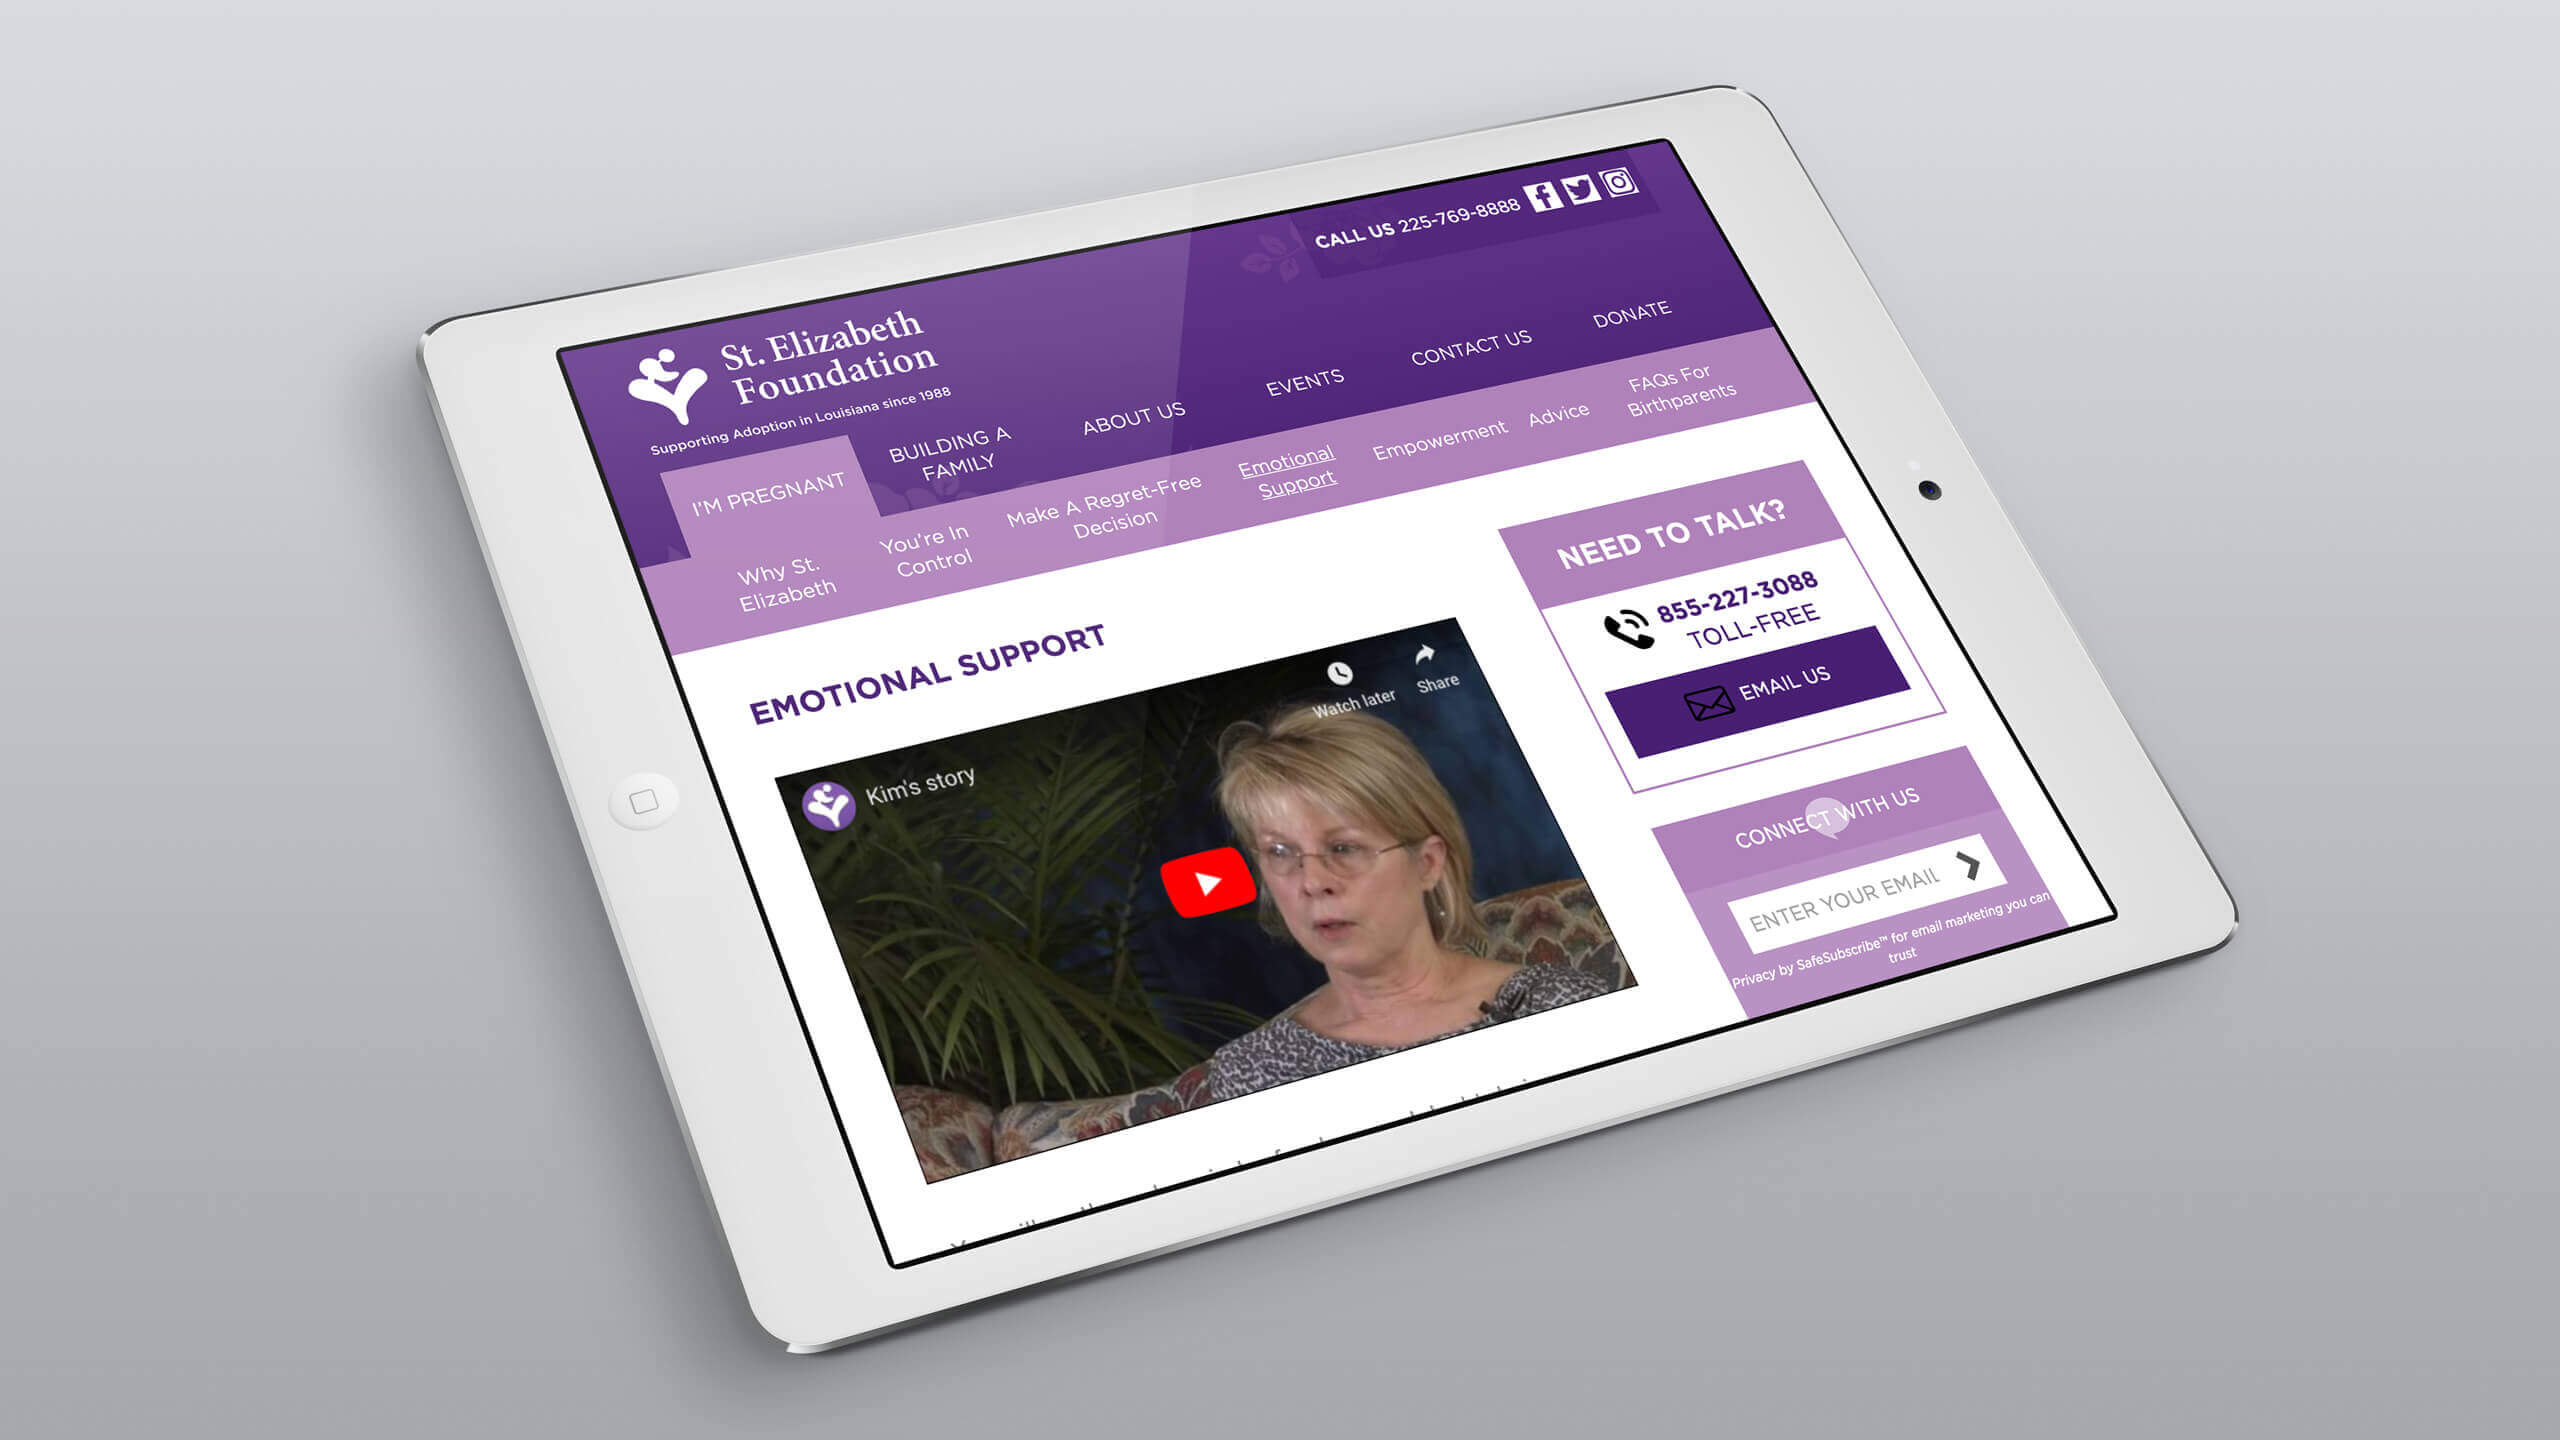 CALL US 225-769-8888
St. Elizabeth
Foundation
Supporting Adoption in Louisiana since 1988
I'M PREGNANT
BUILDING A
FAMILY
ABOUT US
EVENTS
CONTACT US
DONATE
Why St.
Elizabeth
You're In
Control
Make A Regret-Free
Decision
Emotional
Support
Empowerment
Advice
FAQs For
Birthparents
EMOTIONAL SUPPORT
Kim's story
Watch later
Share
NEED TO TALK?
855-227-3088
TOLL-FREE
EMAIL US
CONNECT WITH US
ENTER YOUR EMAIL
Privacy by SafeSubscribe™ for email marketing you can
trust